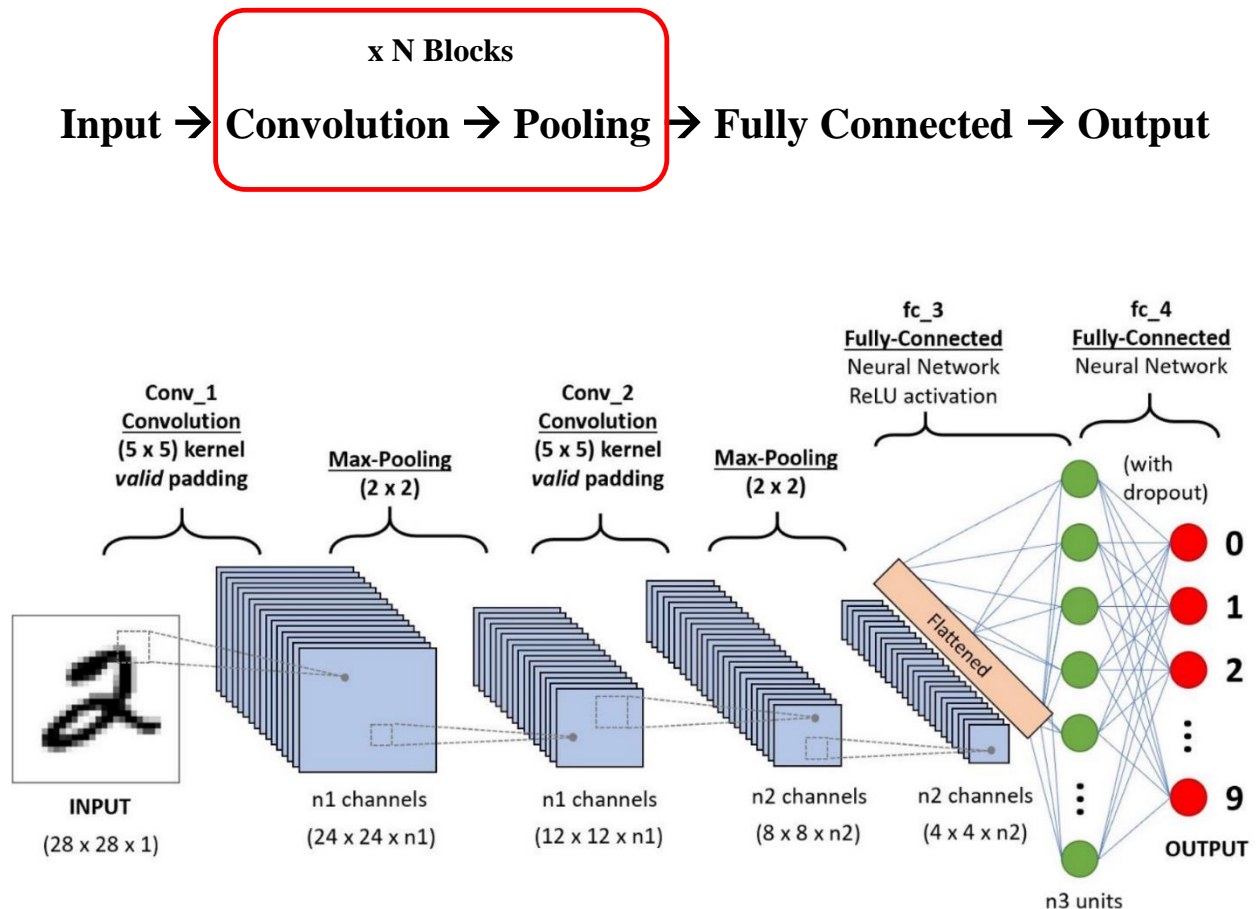 x N Blocks
Input → Convolution → Pooling → Fully Connected → Output
fc_3
Fully-Connected
Neural Network
ReLU activation
fc_4
Fully-Connected
Neural Network
Conv_1
Convolution
(5 x 5) kernel
valid padding
Max-Pooling
(2 x 2)
Conv_2
Convolution
(5 x 5) kernel
valid padding
Max-Pooling
(2 x 2)
(with
dropout)
Flattened
0
1
2
9
INPUT
(28 x 28 x 1)
n1 channels
(24 x 24 x n1)
n1 channels
(12 x 12 x n1)
n2 channels
(8 x 8 x n2)
n2 channels
(4 x 4 x n2)
OUTPUT
n3 units